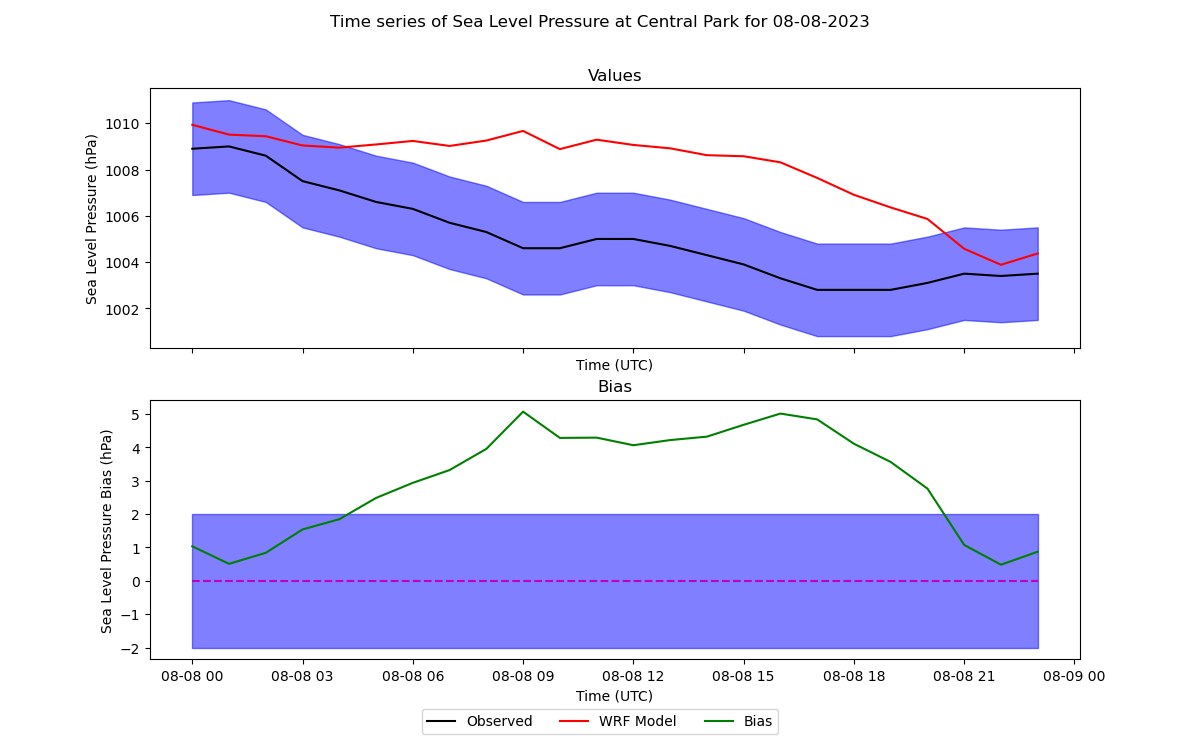 Time series of Sea Level Pressure at Central Park for 08-08-2023
Values
Sea Level Pressure (hPa)
1010
1008
1006
1004
1002
Time (UTC)
Bias
Sea Level Pressure Bias (hPa)
5
4
3
2
1
0
−1
−2
08-08 00 08-08 03 08-08 06 08-08 09 08-08 12 08-08 15 08-08 18 08-08 21 08-09 00
Time (UTC)
Observed WRF Model Bias